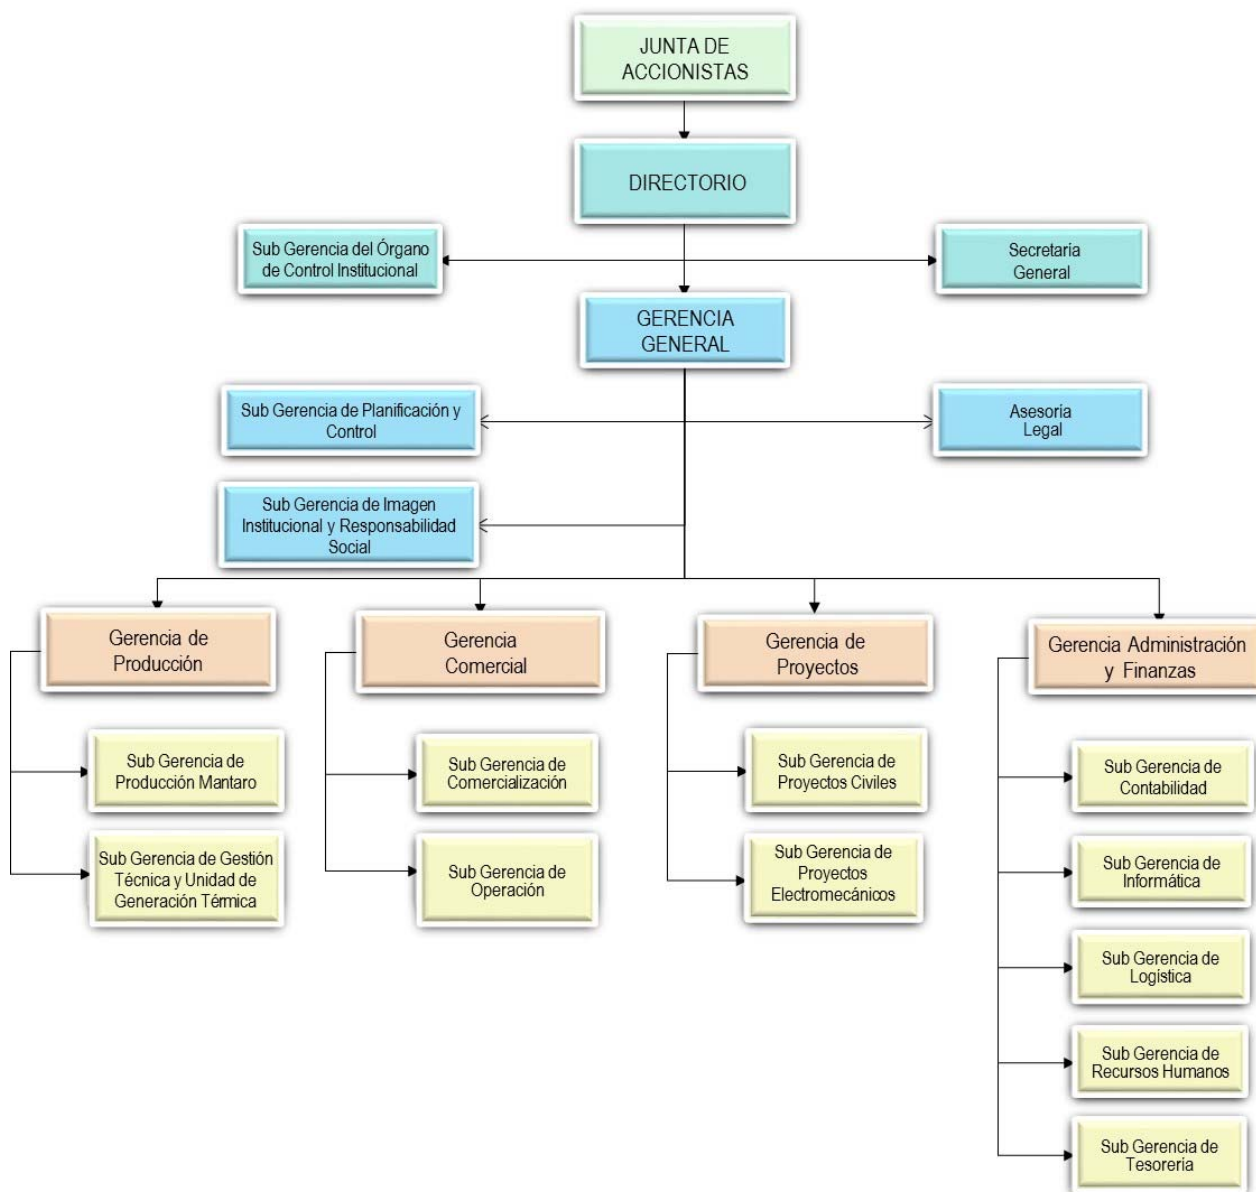 JUNTA DE
ACCIONISTAS
DIRECTORIO
Sub Gerencia del Órgano
de Control Institucional
Secretaría
General
GERENCIA
GENERAL
Sub Gerencia de Planificación y
Control
Asesoría
Legal
Sub Gerencia de Imagen
Institucional y Responsabilidad
Social
Gerencia de
Producción
Gerencia
Comercial
Gerencia de
Proyectos
Gerencia Administración
y Finanzas
Sub Gerencia de
Producción Mantaro
Sub Gerencia de Gestión
Técnica y Unidad de
Generación Térmica
Sub Gerencia de
Comercialización
Sub Gerencia de
Operación
Sub Gerencia de
Proyectos Civiles
Sub Gerencia de
Proyectos
Electromecánicos
Sub Gerencia de
Contabilidad
Sub Gerencia de
Informática
Sub Gerencia de
Logística
Sub Gerencia de
Recursos Humanos
Sub Gerencia de
Tesorería